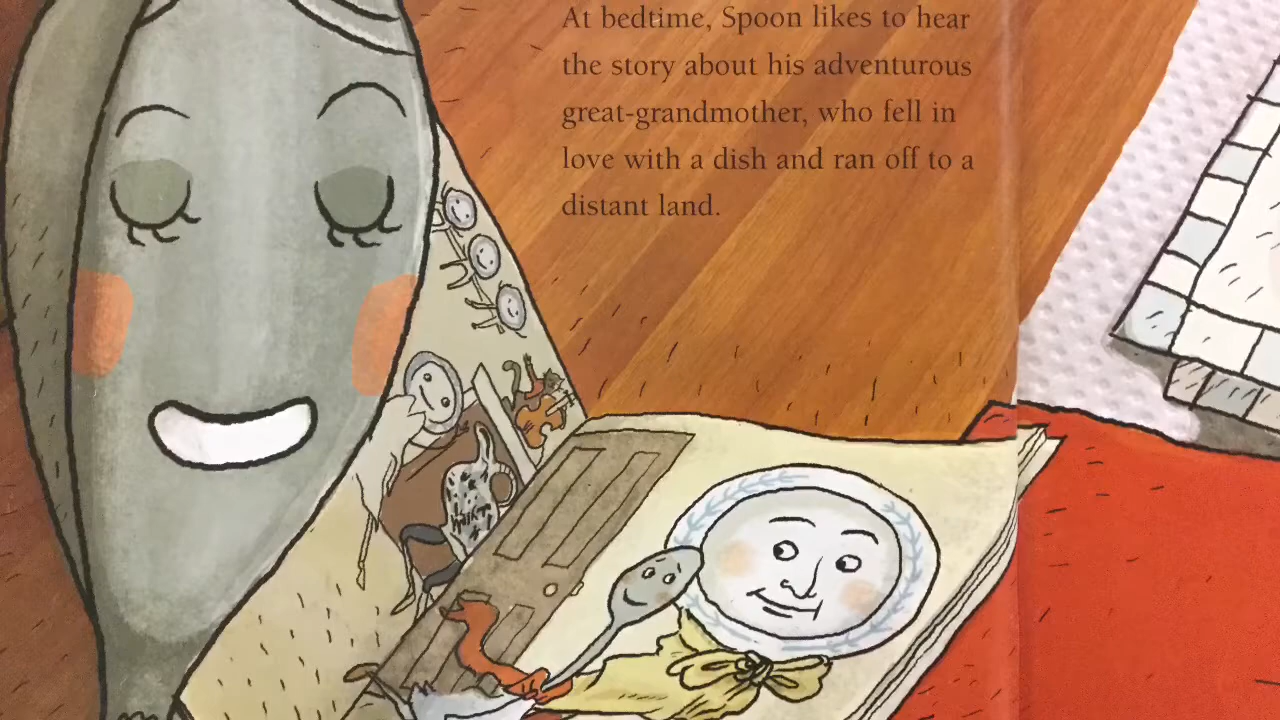 At bedtime, Spoon likes to hear
the story about his adventurous
great-grandmother, who fell in
love with a dish and ran off to a
distant land.